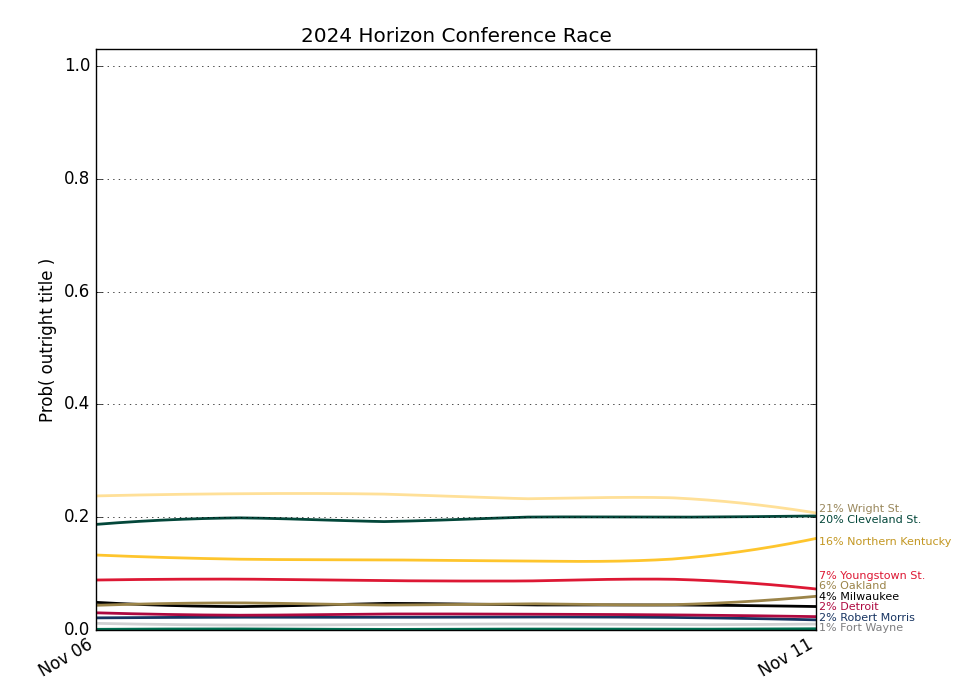 2024 Horizon Conference Race
Prob( outright title )
1.0
0.8
0.6
0.4
0.2
0.0
Nov 06
Nov 11
21% Wright St.
20% Cleveland St.
16% Northern Kentucky
7% Youngstown St.
6% Oakland
4% Milwaukee
2% Detroit
2% Robert Morris
1% Fort Wayne